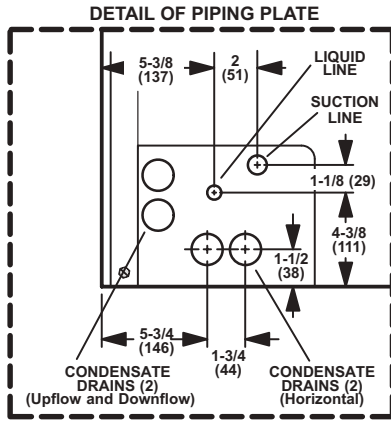 DETAIL OF PIPING PLATE
5-3/8
(137)
2
(51)
LIQUID
LINE
SUCTION
LINE
1-1/8 (29)
4-3/8
(111)
1-1/2
(38)
5-3/4
(146)
1-3/4
(44)
CONDENSATE
DRAINS (2)
(Upflow and Downflow)
CONDENSATE
DRAINS (2)
(Horizontal)